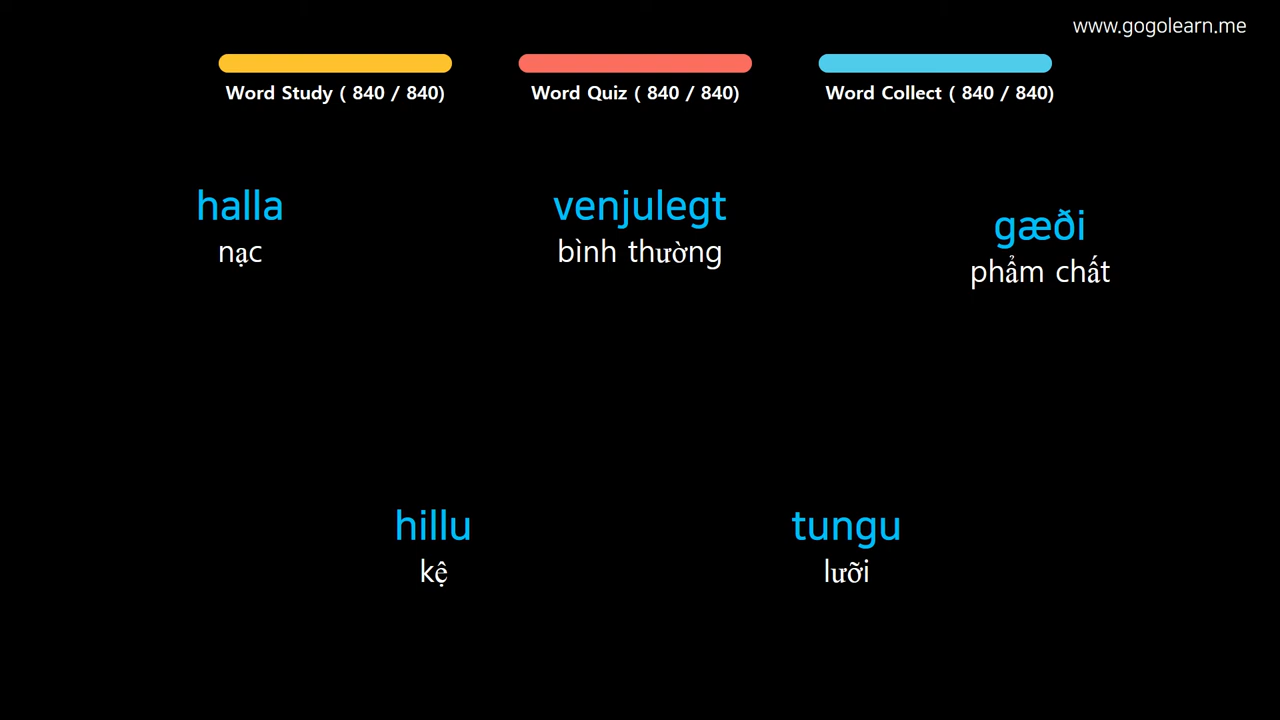 www.gogolearn.me
Word Study ( 840 / 840)
Word Quiz ( 840 / 840)
Word Collect ( 840 / 840)
halla
nạc
venjulegt
bình thường
gæði
phẩm chất
hillu
kệ
tungu
lưỡi